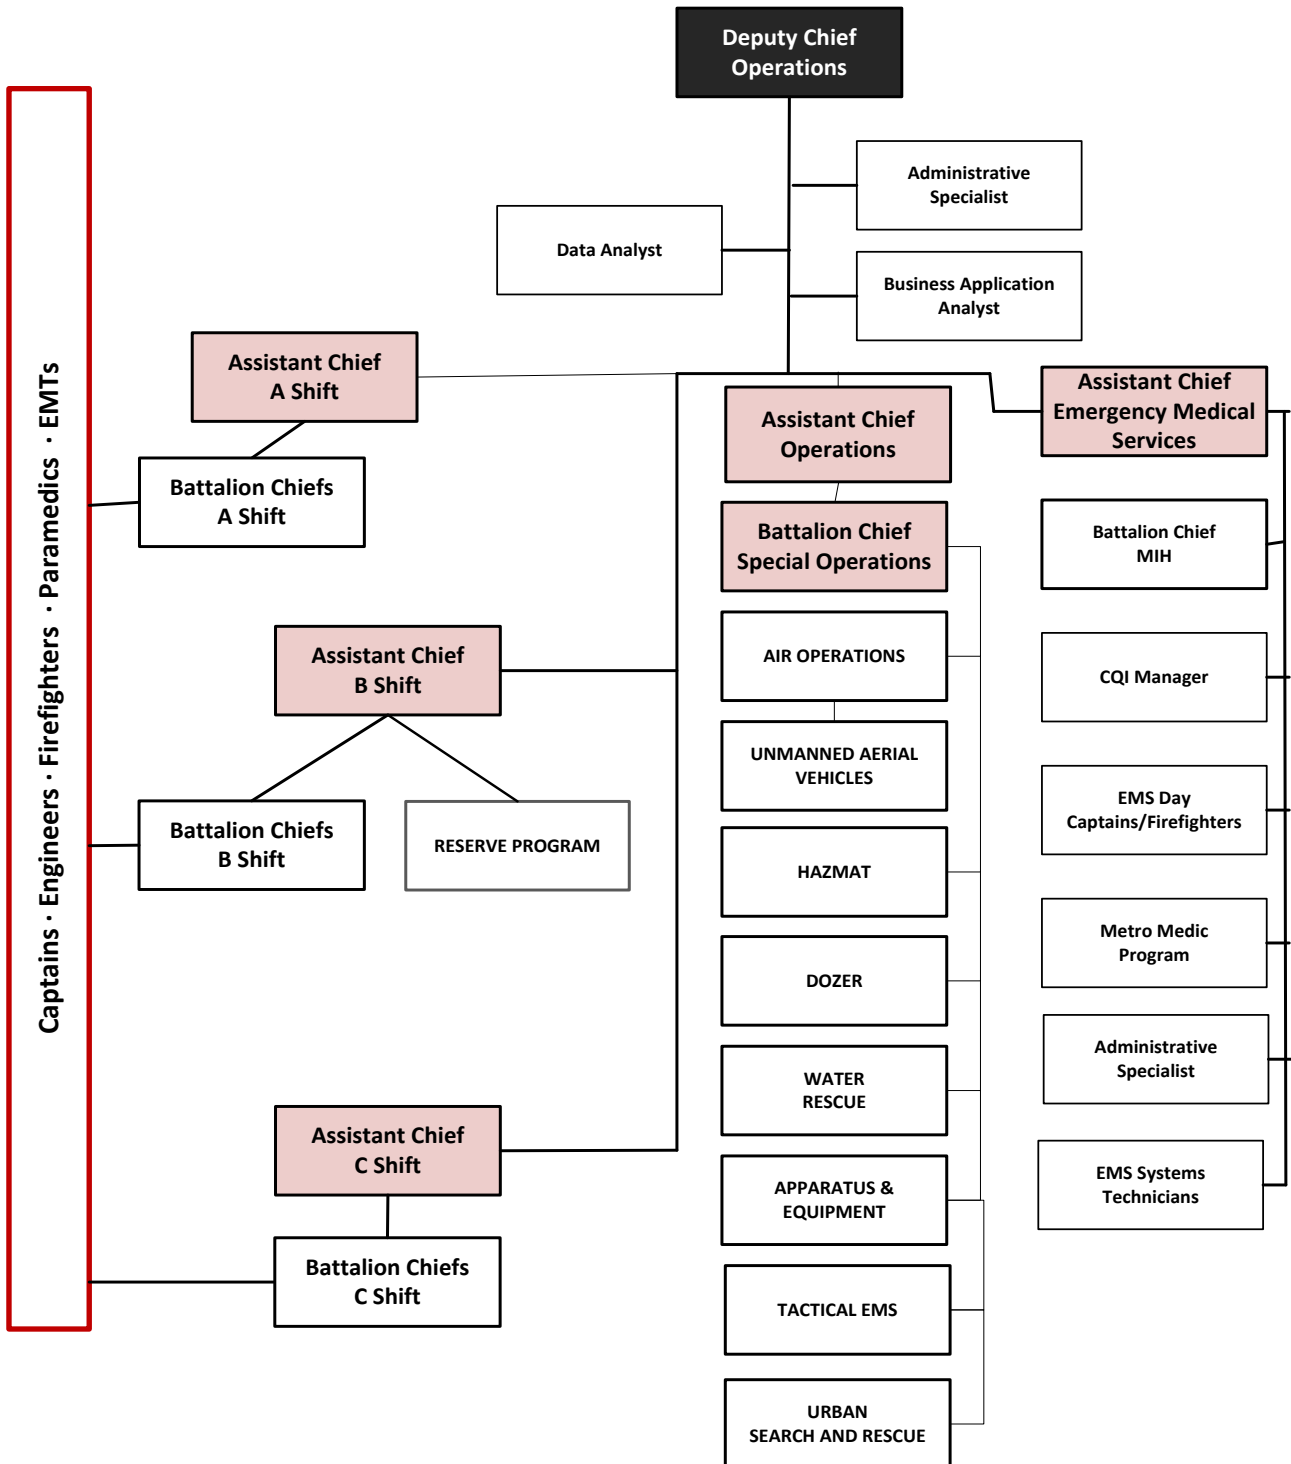 Deputy Chief
Operations
Administrative
Specialist
Data Analyst
Business Application
Analyst
Captains · Engineers · Firefighters · Paramedics · EMTs
Assistant Chief
A Shift
Battalion Chiefs
A Shift
Assistant Chief
B Shift
Battalion Chiefs
B Shift
RESERVE PROGRAM
Assistant Chief
C Shift
Battalion Chiefs
C Shift
Assistant Chief
Operations
Battalion Chief
Special Operations
AIR OPERATIONS
UNMANNED AERIAL
VEHICLES
HAZMAT
DOZER
WATER
RESCUE
APPARATUS &
EQUIPMENT
TACTICAL EMS
URBAN
SEARCH AND RESCUE
Assistant Chief
Emergency Medical
Services
Battalion Chief
MIH
CQI Manager
EMS Day
Captains/Firefighters
Metro Medic
Program
Administrative
Specialist
EMS Systems
Technicians